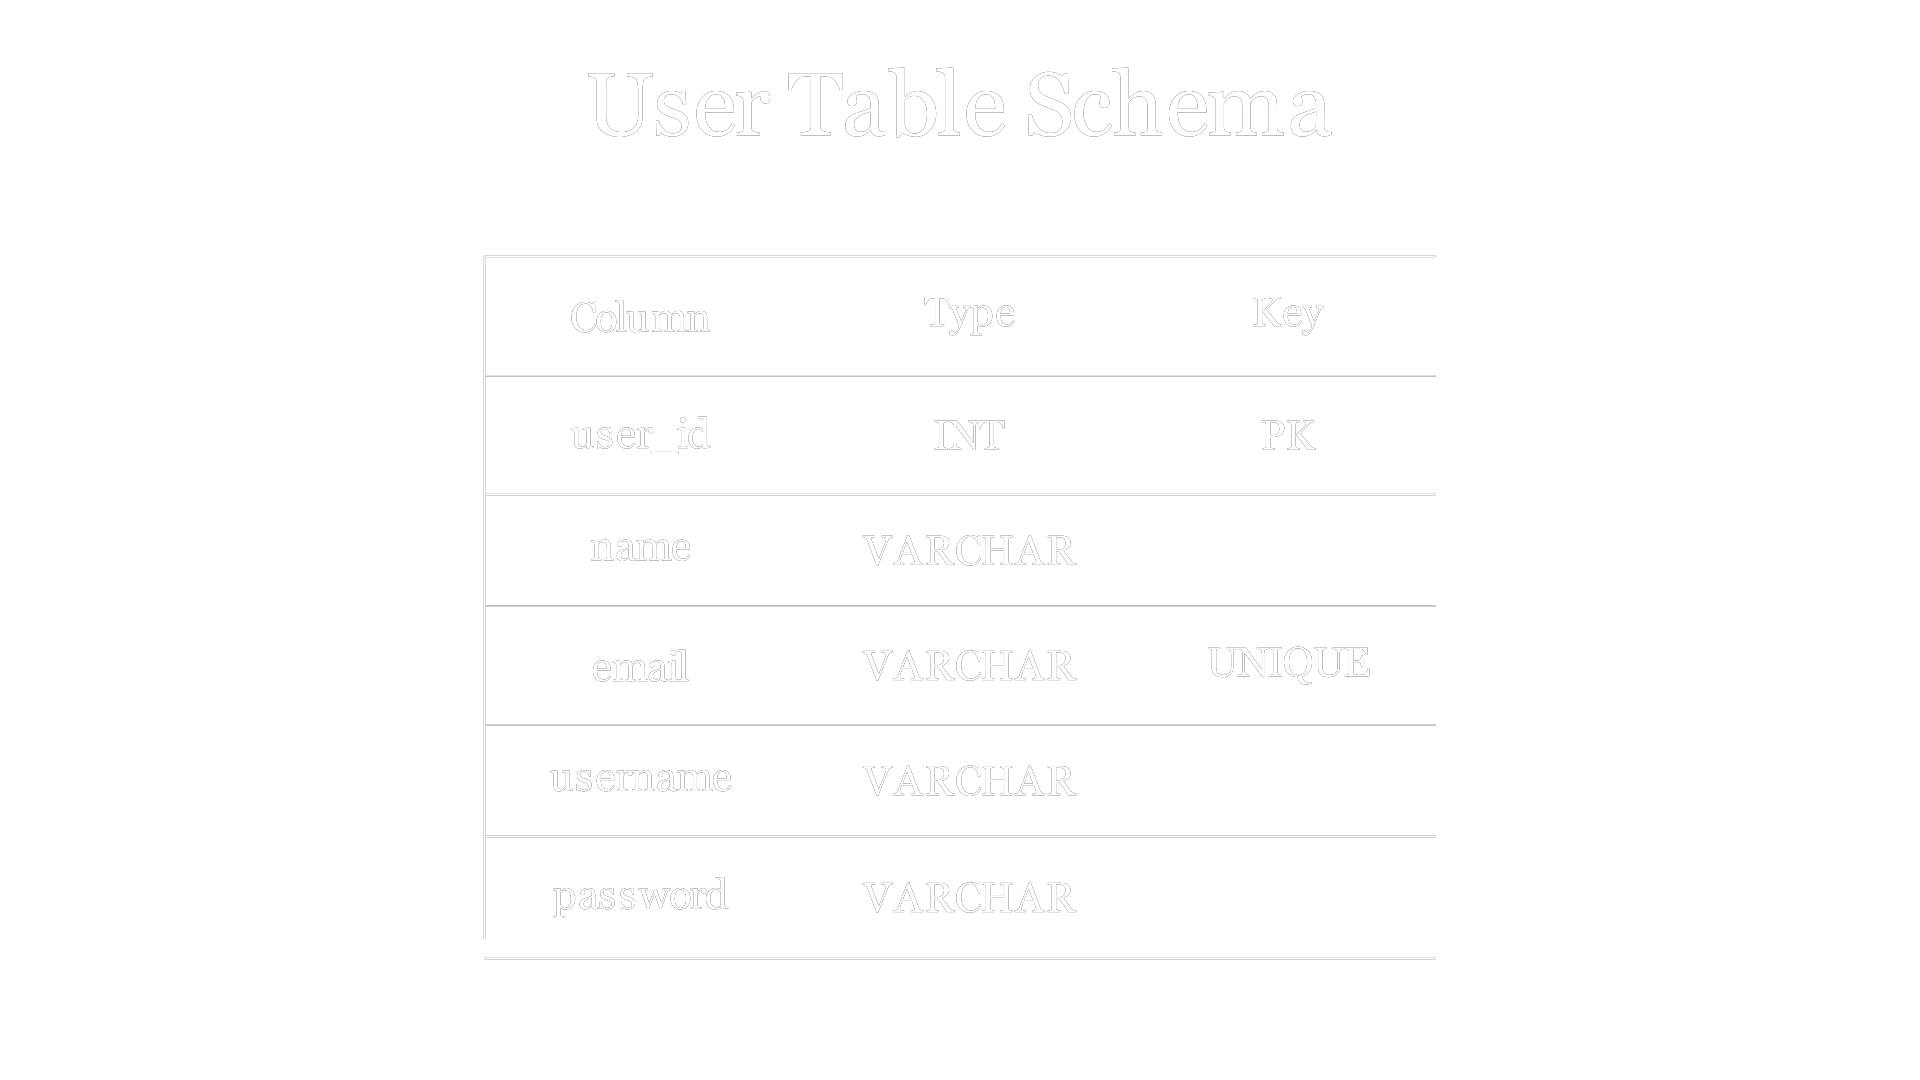 User Table Schema
Column Type Key
user_id INT PK
name VARCHAR
email VARCHAR UNIQUE
username VARCHAR
password VARCHAR